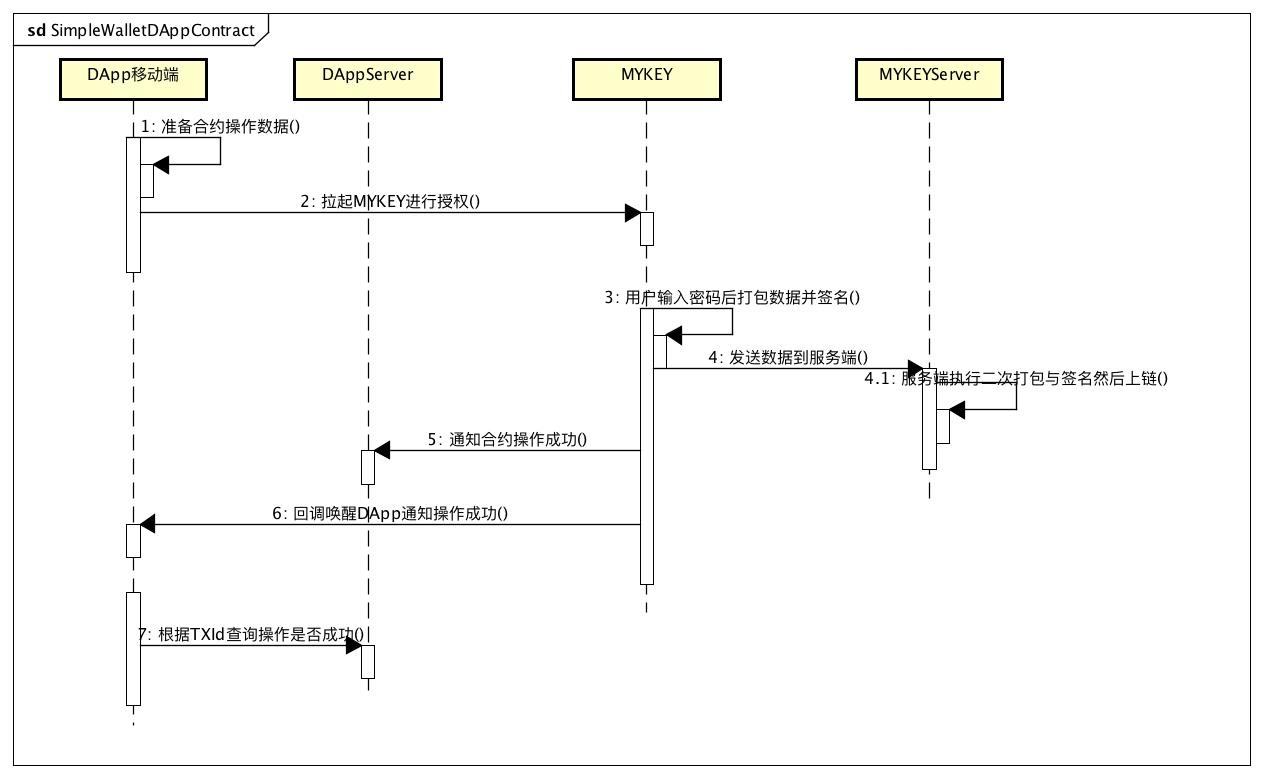 sd SimpleWalletDAppContract
DApp移动端
DAppServer
MYKEY
MYKEYServer
1: 准备合约操作数据()
2: 拉起MYKEY进行授权()
3: 用户输入密码后打包数据并签名()
4: 发送数据到服务端()
4.1: 服务端执行二次打包与签名然后上链()
5: 通知合约操作成功()
6: 回调唤醒DApp通知操作成功()
7: 根据TXId查询操作是否成功()